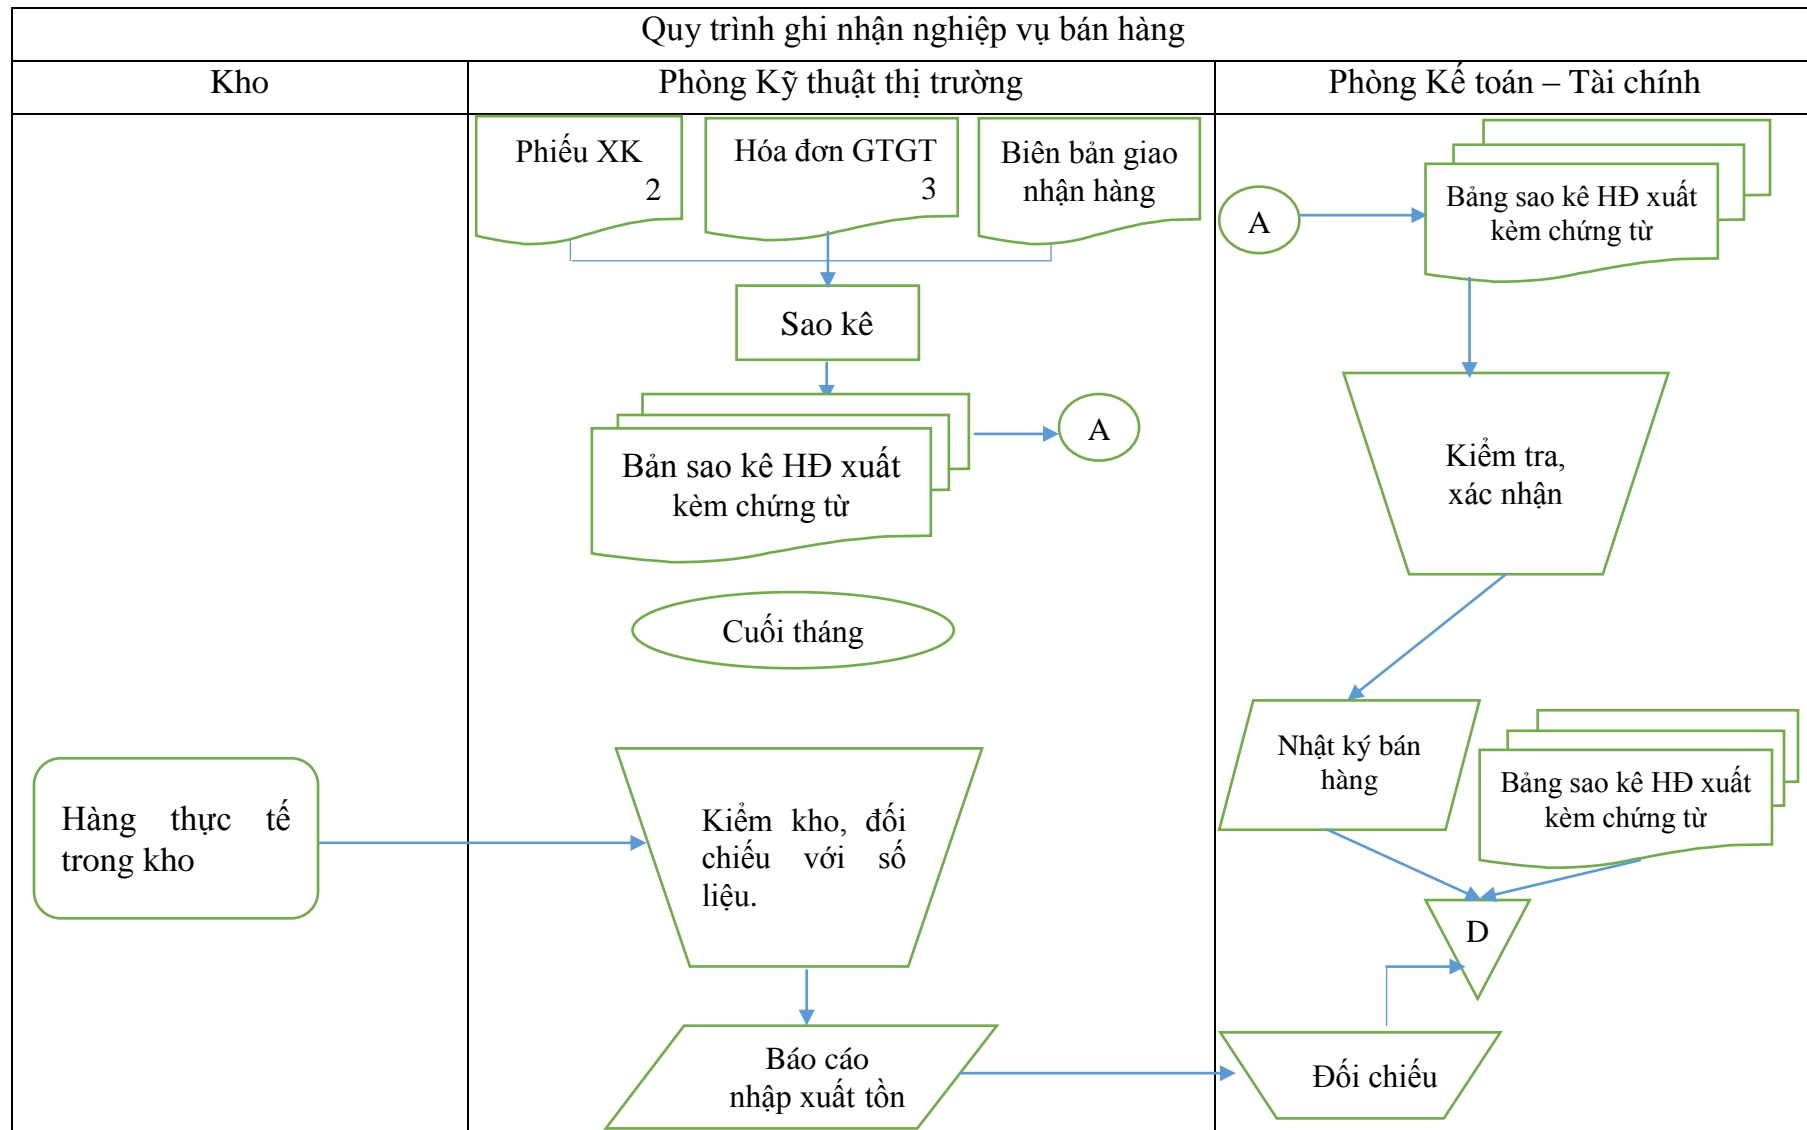 Quy trình ghi nhận nghiệp vụ bán hàng
Kho
Phòng Kỹ thuật thị trường
Phòng Kế toán – Tài chính
Phiếu XK
2
Hóa đơn GTGT
3
Biên bản giao
nhận hàng
Sao kê
Bản sao kê HĐ xuất
kèm chứng từ
A
Cuối tháng
Hàng thực tế
trong kho
Kiểm kho, đối
chiếu với số
liệu.
Báo cáo
nhập xuất tồn
A
Bảng sao kê HĐ xuất
kèm chứng từ
Kiểm tra,
xác nhận
Nhật ký bán
hàng
Bảng sao kê HĐ xuất
kèm chứng từ
D
Đối chiếu